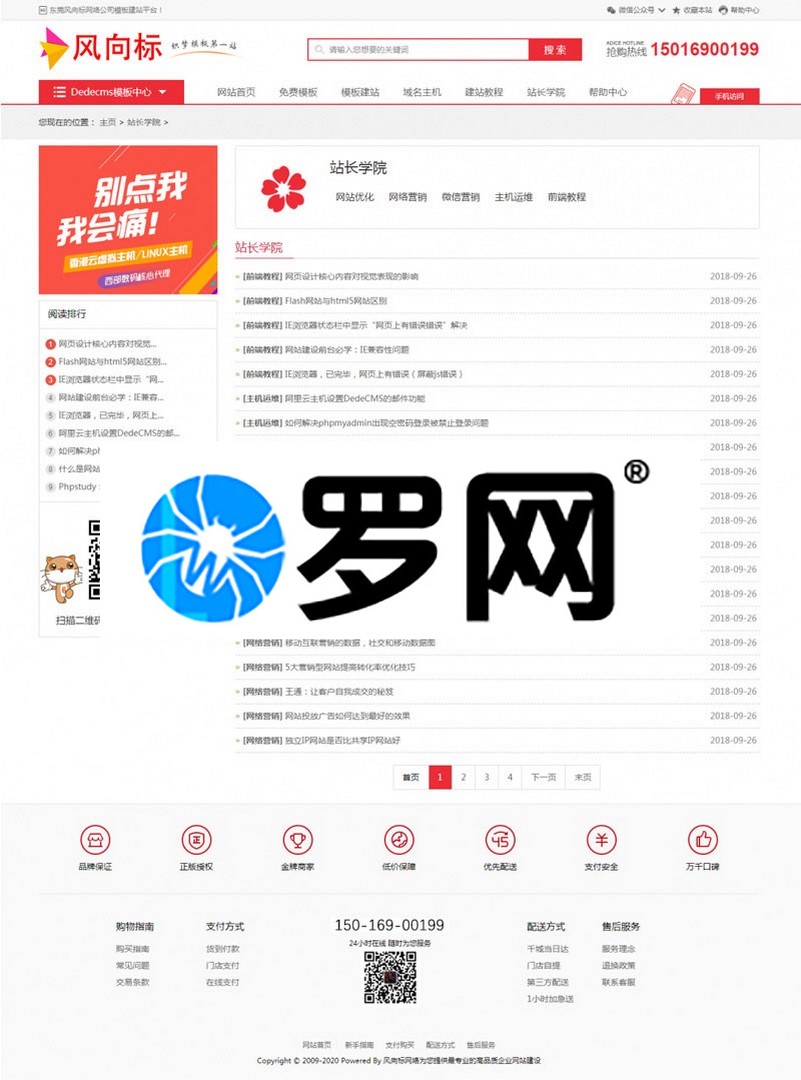 东莞风向标网络公司模板建站平台！
微信公众号 收藏本站 帮助中心
风向标 织梦模板第一站
请输入您想要的关键词 搜 索
ADICE HOTLINE
抢购热线 15016900199
Dedecms模板中心 网站首页 免费模板 模板建站 域名主机 建站教程 站长学院 帮助中心 手机访问
您现在的位置： 主页 > 站长学院 >
别点我
我会痛!
香港云虚拟主机/LINUX主机
西部数码核心代理
阅读排行
1 网页设计核心内容对视觉...
2 Flash网站与html5网站区别...
3 IE浏览器状态栏中显示“网...
4 网站建设前台必学：IE兼容...
5 IE浏览器，已完毕，网页上...
6 阿里云主机设置DedeCMS的邮...
7 如何解决ph
8 什么是网站
9 Phpstudy
扫描二维码
站长学院
网站优化 网络营销 微信营销 主机运维 前端教程
站长学院
» [前端教程] 网页设计核心内容对视觉表现的影响 2018-09-26
» [前端教程] Flash网站与html5网站区别 2018-09-26
» [前端教程] IE浏览器状态栏中显示“网页上有错误错误”解决 2018-09-26
» [前端教程] 网站建设前台必学：IE兼容性问题 2018-09-26
» [前端教程] IE浏览器，已完毕，网页上有错误（屏蔽js错误） 2018-09-26
» [主机运维] 阿里云主机设置DedeCMS的邮件功能 2018-09-26
» [主机运维] 如何解决phpmyadmin出现空密码登录被禁止登录问题 2018-09-26
2018-09-26
2018-09-26
2018-09-26
2018-09-26
2018-09-26
2018-09-26
2018-09-26
2018-09-26
罗网®
» [网络营销] 移动互联营销的数据，社交和移动数据图 2018-09-26
» [网络营销] 5大营销型网站提高转化率优化技巧 2018-09-26
» [网络营销] 王通：让客户自我成交的秘笈 2018-09-26
» [网络营销] 网站投放广告如何达到最好的效果 2018-09-26
» [网络营销] 独立IP网站是否比共享IP网站好 2018-09-26
首页 1 2 3 4 下一页 末页
品牌保证 正版授权 金牌商家 低价保障 优先配送 支付安全 万千口碑
购物指南
购买指南
常见问题
交易条款
支付方式
货到付款
门店支付
在线支付
150-169-00199
24小时在线 随时为您服务
配送方式
千城当日达
门店自提
第三方配送
1小时加急送
售后服务
服务理念
退换政策
联系客服
网站首页 新手指南 支付购买 配送方式 售后服务
Copyright © 2009-2020 Powered By 风向标网络为您提供最专业的高品质企业网站建设